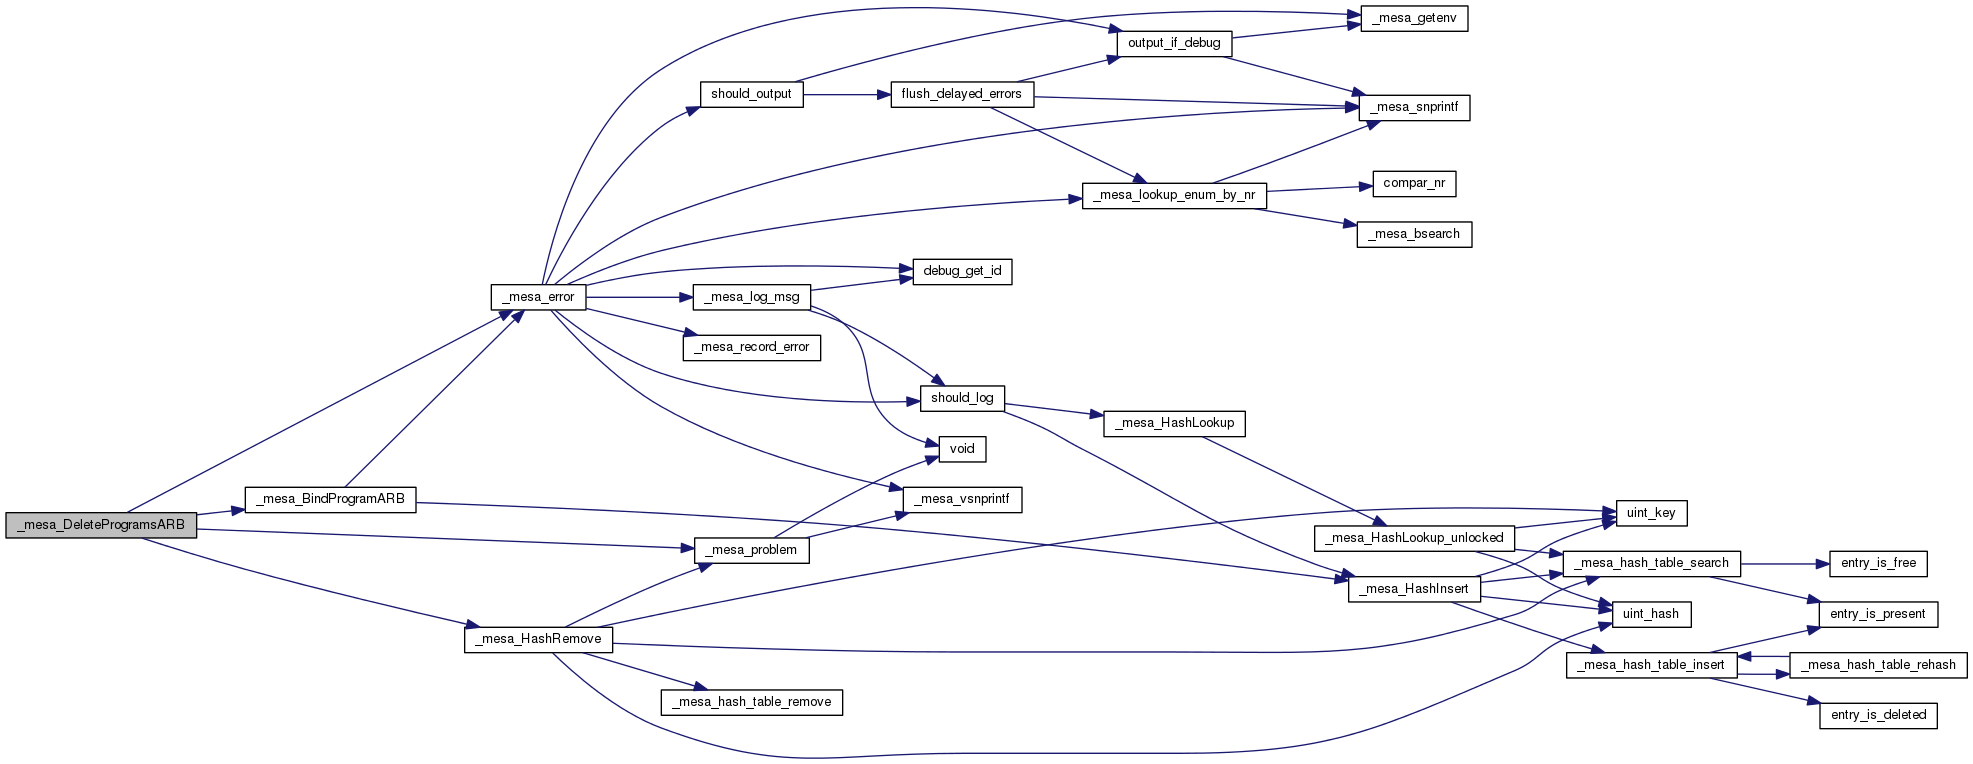 _mesa_getenv
output_if_debug
should_output
flush_delayed_errors
_mesa_snprintf
compar_nr
_mesa_lookup_enum_by_nr
_mesa_bsearch
debug_get_id
_mesa_error
_mesa_log_msg
_mesa_record_error
should_log
_mesa_HashLookup
void
_mesa_BindProgramARB
_mesa_vsnprintf
uint_key
_mesa_DeleteProgramsARB
_mesa_HashLookup_unlocked
_mesa_problem
_mesa_hash_table_search
entry_is_free
_mesa_HashInsert
uint_hash
entry_is_present
_mesa_HashRemove
_mesa_hash_table_insert
_mesa_hash_table_rehash
_mesa_hash_table_remove
entry_is_deleted